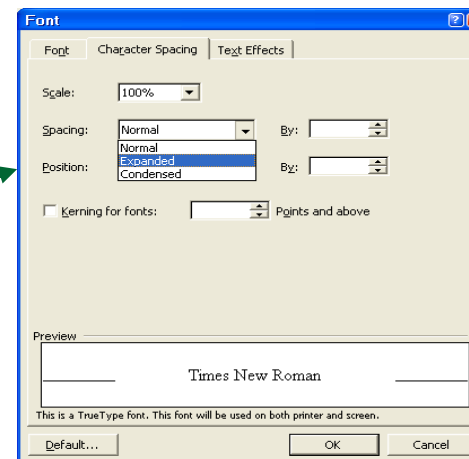 Font
Font Character Spacing Text Effects
Scale: 100%
Spacing: Normal By:
Normal
Expanded
Condensed
Position: By:
Kerning for fonts: Points and above
Preview
Times New Roman
This is a TrueType font. This font will be used on both printer and screen.
Default... OK Cancel